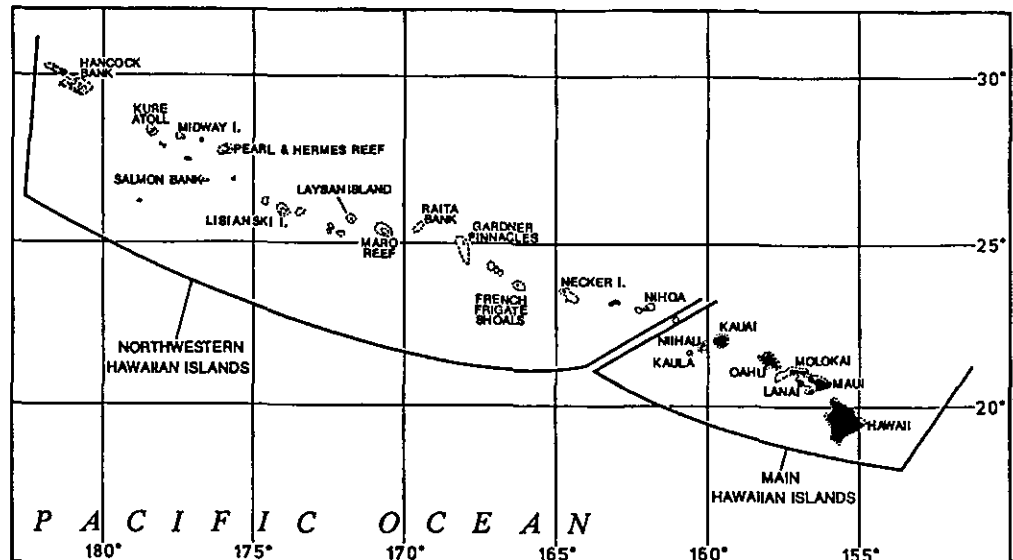 HANCOCK
BANK
30°
KURE
ATOLL
MIDWAY I.
PEARL & HERMES REEF
SALMON BANK
LAYSAN ISLAND
LISIANSKI I.
RAITA
BANK
MARO
REEF
GARDNER
PINNACLES
25°
FRENCH
FRIGATE
SHOALS
NECKER I.
NIHOA
NIIHAU
KAUAI
KAULA
OAHU
MOLOKAI
LANAI
MAUI
20°
HAWAII
NORTHWESTERN
HAWAIIAN ISLANDS
MAIN
HAWAIIAN ISLANDS
PACIFIC OCEAN
180° 175° 170° 165° 160° 155°